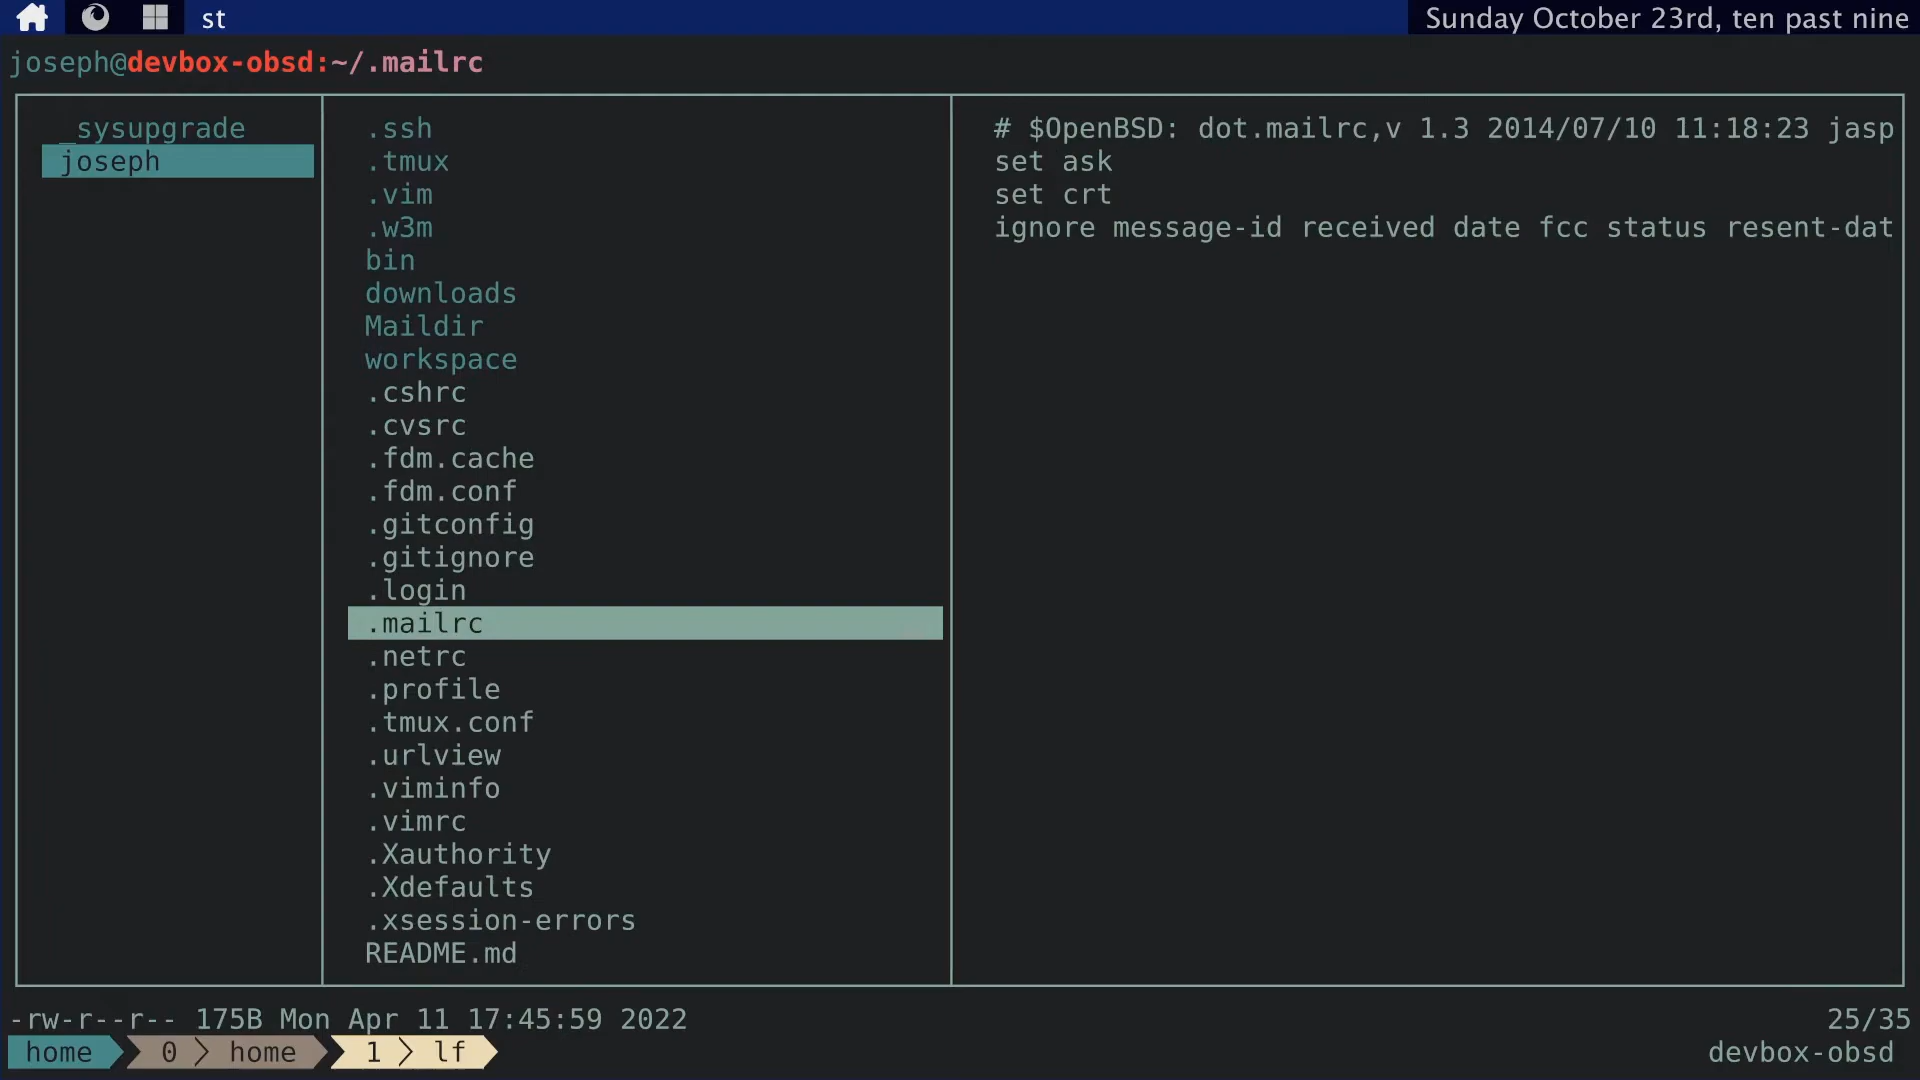 st
Sunday October 23rd, ten past nine
joseph@devbox-obsd:~/.mailrc
_sysupgrade
joseph
.ssh
.tmux
.vim
.w3m
bin
downloads
Maildir
workspace
.cshrc
.cvsrc
.fdm.cache
.fdm.conf
.gitconfig
.gitignore
.login
.mailrc
.netrc
.profile
.tmux.conf
.urlview
.viminfo
.vimrc
.Xauthority
.Xdefaults
.xsession-errors
README.md
# $OpenBSD: dot.mailrc,v 1.3 2014/07/10 11:18:23 jasp
set ask
set crt
ignore message-id received date fcc status resent-dat
-rw-r--r-- 175B Mon Apr 11 17:45:59 2022
25/35
home 0 home 1 lf
devbox-obsd